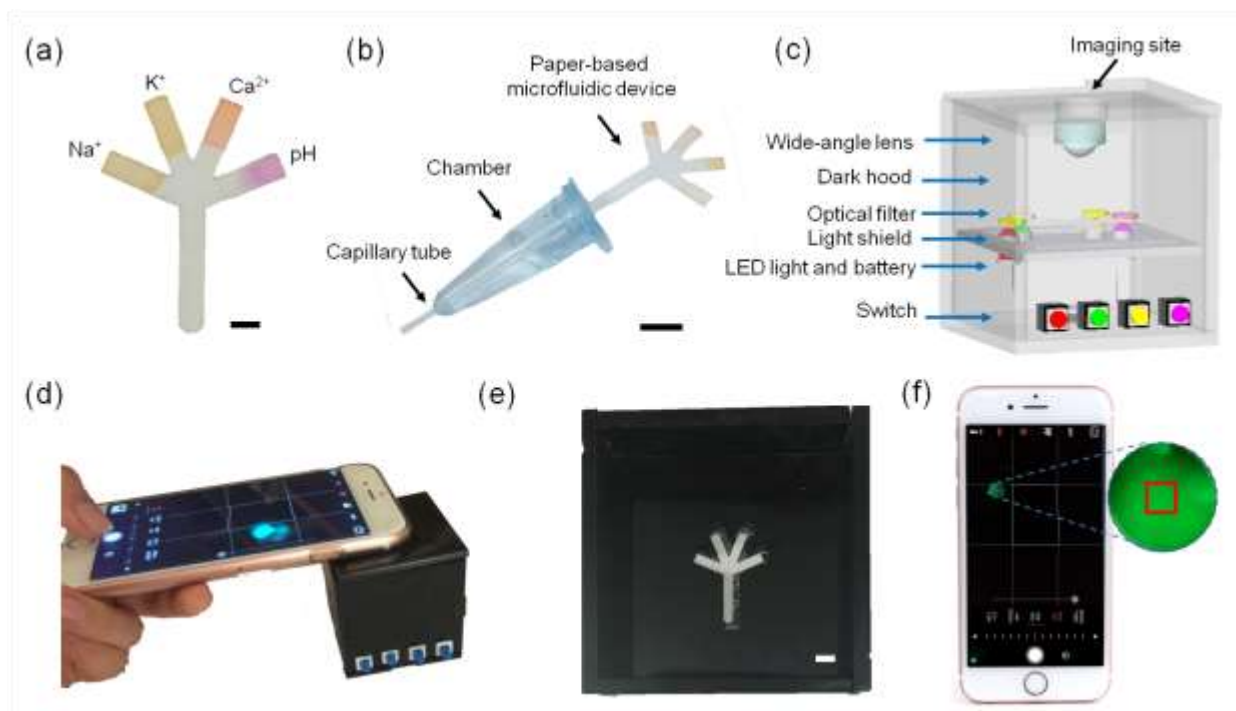 (a)
K⁺
Ca²⁺
Na⁺
pH
(b)
Paper-based
microfluidic device
Chamber
Capillary tube
(c)
Imaging site
Wide-angle lens
Dark hood
Optical filter
Light shield
LED light and battery
Switch
(d)
(e)
(f)